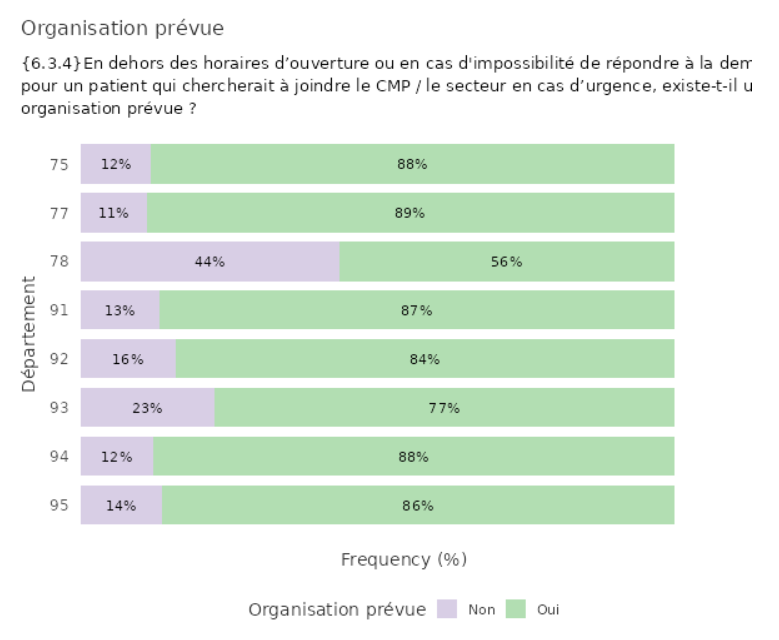 Organisation prévue
{6.3.4}En dehors des horaires d’ouverture ou en cas d'impossibilité de répondre à la dem
pour un patient qui chercherait à joindre le CMP / le secteur en cas d’urgence, existe-t-il u
organisation prévue ?
75 12% 88%
77 11% 89%
78 44% 56%
91 13% 87%
92 16% 84%
93 23% 77%
94 12% 88%
95 14% 86%
Département
Frequency (%)
Organisation prévue Non Oui